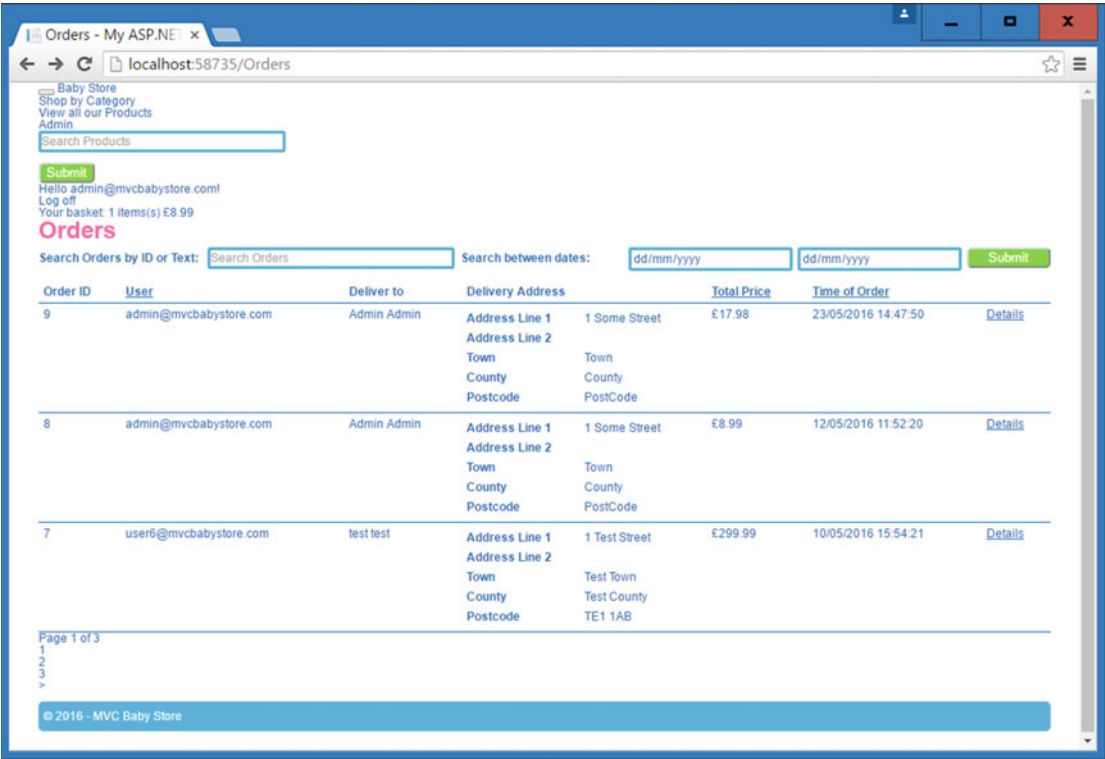 Orders - My ASP.NET
localhost:58735/Orders
Baby Store
Shop by Category
View all our Products
Admin
Search Products
Submit
Hello admin@mvcbabystore.com!
Log off
Your basket: 1 items(s) £8.99
Orders
Search Orders by ID or Text: Search Orders Search between dates: dd/mm/yyyy dd/mm/yyyy Submit
Order ID User Deliver to Delivery Address Total Price Time of Order
9 admin@mvcbabystore.com Admin Admin Address Line 1 1 Some Street £17.98 23/05/2016 14:47:50 Details
Address Line 2
Town Town
County County
Postcode PostCode
8 admin@mvcbabystore.com Admin Admin Address Line 1 1 Some Street £8.99 12/05/2016 11:52:20 Details
Address Line 2
Town Town
County County
Postcode PostCode
7 user6@mvcbabystore.com test test Address Line 1 1 Test Street £299.99 10/05/2016 15:54:21 Details
Address Line 2
Town Test Town
County Test County
Postcode TE1 1AB
Page 1 of 3
1
2
3
>
© 2016 - MVC Baby Store